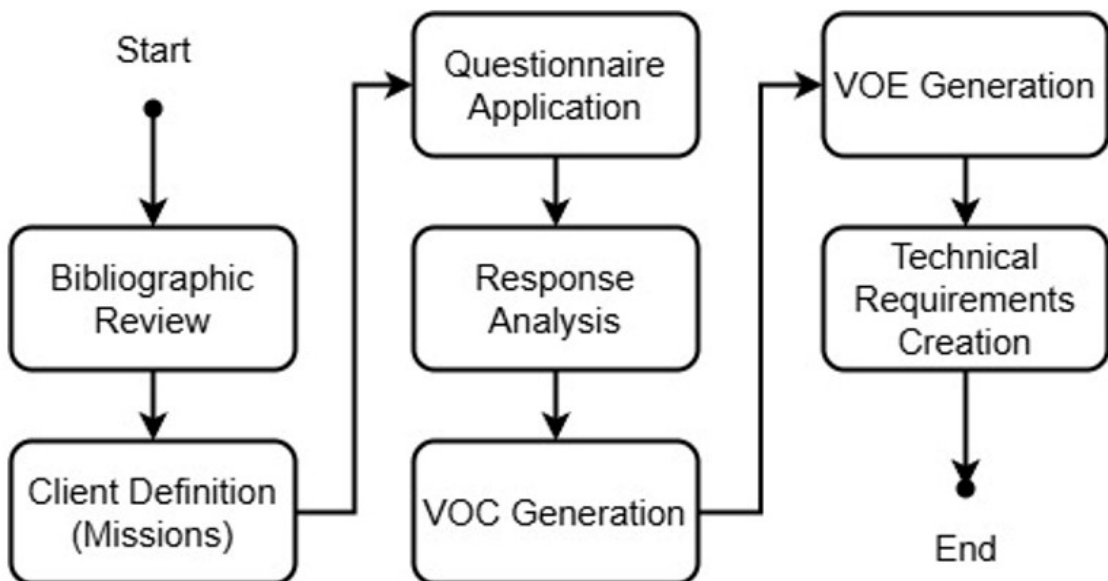 Start
Bibliographic
Review
Client Definition
(Missions)
Questionnaire
Application
Response
Analysis
VOC Generation
VOE Generation
Technical
Requirements
Creation
End